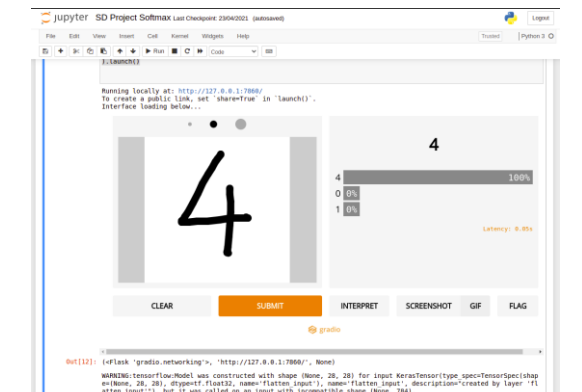 Jupyter SD Project Softmax Last Checkpoint: 23/04/2021 (autosaved)
Logout
File Edit View Insert Cell Kernel Widgets Help
Trusted
Python 3
Run
Code
).launch()
Running locally at: http://127.0.0.1:7860/
To create a public link, set `share=True` in `launch()`.
Interface loading below...
4
4
4 100%
0 0%
1 0%
Latency: 0.05s
CLEAR
SUBMIT
INTERPRET
SCREENSHOT
GIF
FLAG
gradio
Out[12]: (<Flask 'gradio.networking'>, 'http://127.0.0.1:7860/', None)
WARNING:tensorflow:Model was constructed with shape (None, 28, 28) for input KerasTensor(type_spec=TensorSpec(shap
e=(None, 28, 28), dtype=tf.float32, name='flatten_input'), name='flatten_input', description="created by layer 'fl
atten_input'"), but it was called on an input with incompatible shape (None, 784).